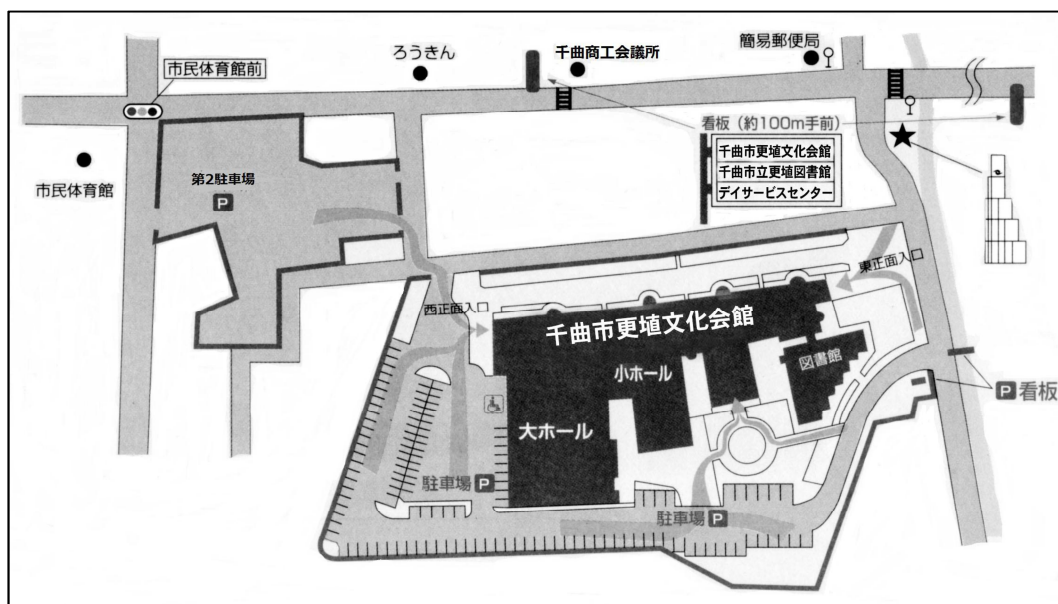 ろうきん
千曲商工会議所
簡易郵便局
市民体育館前
看板（約100m手前）
千曲市更埴文化会館
千曲市立更埴図書館
デイサービスセンター
市民体育館
第2駐車場
P
東正面入口
西正面入口
千曲市更埴文化会館
小ホール
図書館
P看板
大ホール
駐車場P
駐車場P